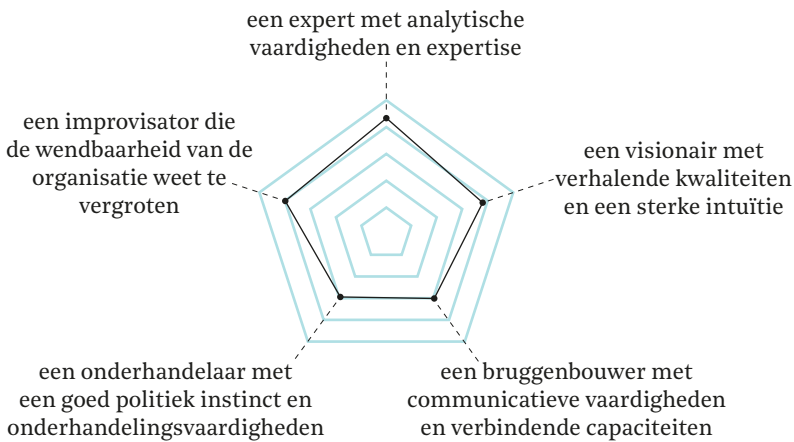 een expert met analytische
vaardigheden en expertise
een improvisator die
de wendbaarheid van de
organisatie weet te
vergroten
een visionair met
verhalende kwaliteiten
en een sterke intuïtie
een onderhandelaar met
een goed politiek instinct en
onderhandelingsvaardigheden
een bruggenbouwer met
communicatieve vaardigheden
en verbindende capaciteiten